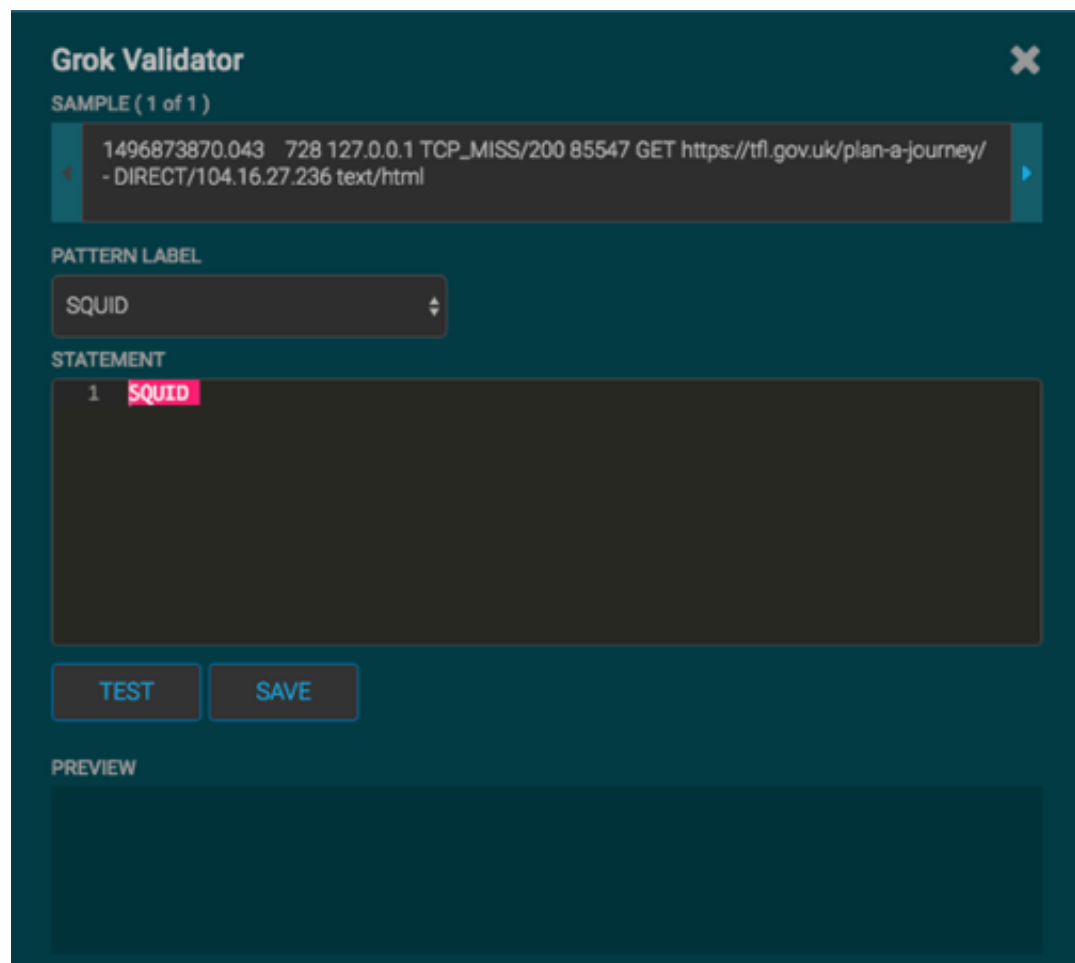 Grok Validator
SAMPLE ( 1 of 1 )
1496873870.043 728 127.0.0.1 TCP_MISS/200 85547 GET https://tfl.gov.uk/plan-a-journey/
- DIRECT/104.16.27.236 text/html
PATTERN LABEL
SQUID
STATEMENT
1 SQUID
TEST SAVE
PREVIEW